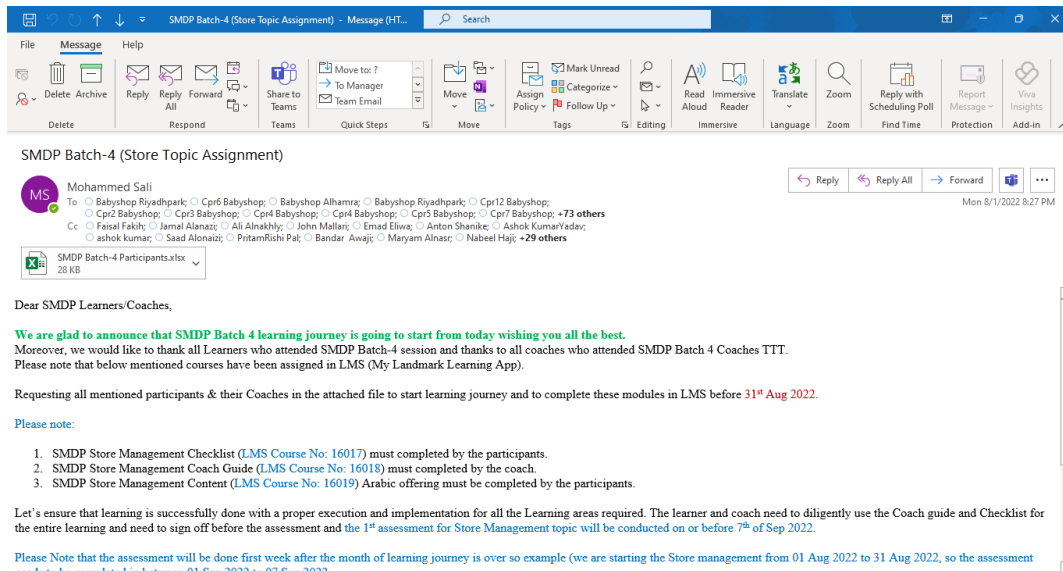 SMDP Batch-4 (Store Topic Assignment) - Message (HT...
Search
File Message Help
Delete Archive
Reply Reply All Forward
Share to Teams
Move to: ?
To Manager
Team Email
Move
Assign Policy
Mark Unread
Categorize
Follow Up
Read Aloud
Immersive Reader
Translate
Zoom
Reply with Scheduling Poll
Report Message
Viva Insights
Delete Respond Teams Quick Steps Move Tags Editing Immersive Language Zoom Find Time Protection Add-in
SMDP Batch-4 (Store Topic Assignment)
MS
Mohammed Sali
To Babyshop Riyadhpark; Cpr6 Babyshop; Babyshop Alhamra; Babyshop Riyadhpark; Cpr12 Babyshop;
Cpr2 Babyshop; Cpr3 Babyshop; Cpr4 Babyshop; Cpr4 Babyshop; Cpr5 Babyshop; Cpr7 Babyshop; +73 others
Cc Faisal Fakih; Jamal Alanazi; Ali Alnakhly; John Mallari; Emad Eliwa; Anton Shanike; Ashok KumarYadav;
ashok kumar; Saad Alonaizi; PritamRishi Pal; Bandar Awaji; Maryam Alnasr; Nabeel Haji; +29 others
Reply Reply All Forward
Mon 8/1/2022 8:27 PM
SMDP Batch-4 Participants.xlsx
28 KB
Dear SMDP Learners/Coaches,
We are glad to announce that SMDP Batch 4 learning journey is going to start from today wishing you all the best.
Moreover, we would like to thank all Learners who attended SMDP Batch-4 session and thanks to all coaches who attended SMDP Batch 4 Coaches TTT.
Please note that below mentioned courses have been assigned in LMS (My Landmark Learning App).
Requesting all mentioned participants & their Coaches in the attached file to start learning journey and to complete these modules in LMS before 31st Aug 2022.
Please note:
1. SMDP Store Management Checklist (LMS Course No: 16017) must completed by the participants.
2. SMDP Store Management Coach Guide (LMS Course No: 16018) must completed by the coach.
3. SMDP Store Management Content (LMS Course No: 16019) Arabic offering must be completed by the participants.
Let's ensure that learning is successfully done with a proper execution and implementation for all the Learning areas required. The learner and coach need to diligently use the Coach guide and Checklist for
the entire learning and need to sign off before the assessment and the 1st assessment for Store Management topic will be conducted on or before 7th of Sep 2022.
Please Note that the assessment will be done first week after the month of learning journey is over so example (we are starting the Store management from 01 Aug 2022 to 31 Aug 2022, so the assessment